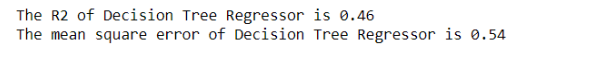 The R2 of Decision Tree Regressor is 0.46
The mean square error of Decision Tree Regressor is 0.54